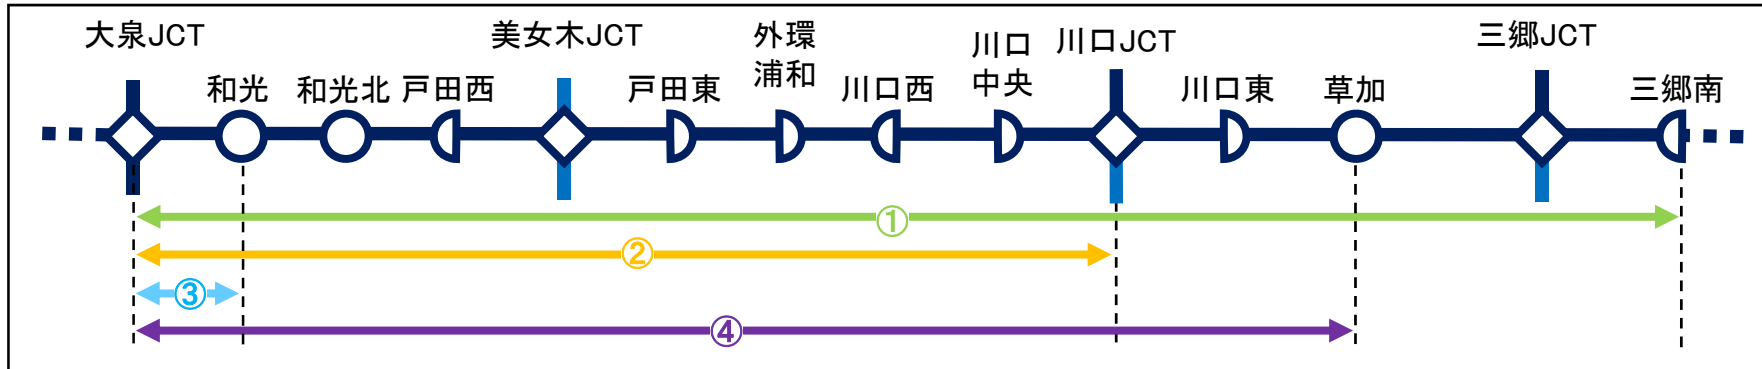 大泉JCT
和光
和光北
戸田西
美女木JCT
戸田東
外環
浦和
川口西
川口
中央
川口JCT
川口東
草加
三郷JCT
三郷南
①
②
③
④